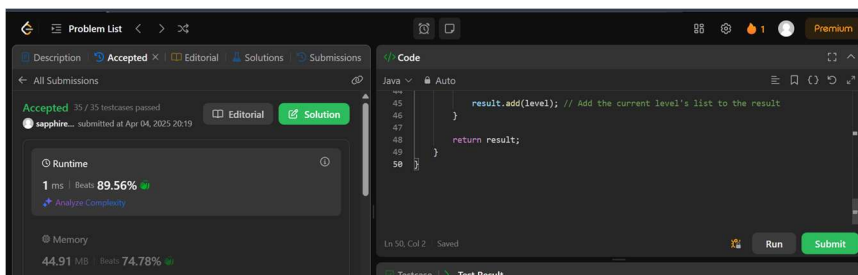 Problem List
1
Premium
Description
Accepted
Editorial
Solutions
Submissions
All Submissions
Accepted 35 / 35 testcases passed
sapphire... submitted at Apr 04, 2025 20:19
Editorial
Solution
Runtime
1 ms Beats 89.56%
Analyze Complexity
Memory
44.91 MB Beats 74.78%
</> Code
Java
Auto
44
45 result.add(level); // Add the current level's list to the result
46 }
47
48 return result;
49 }
50 }
Ln 50, Col 2 Saved
Run
Submit
Testcase
Test Result